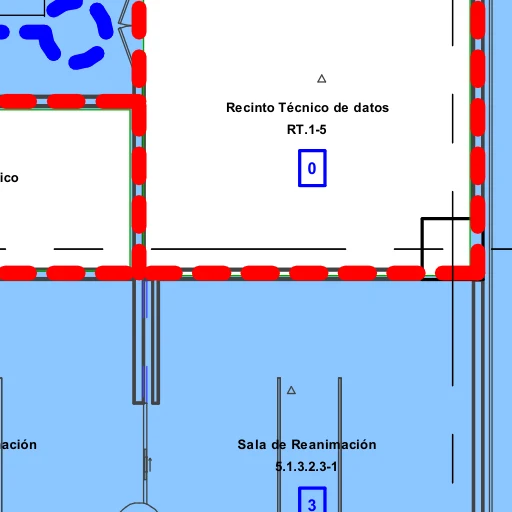 Recinto Técnico de datos
RT.1-5
0
ico
Sala de Reanimación
ación
5.1.3.2.3-1
3